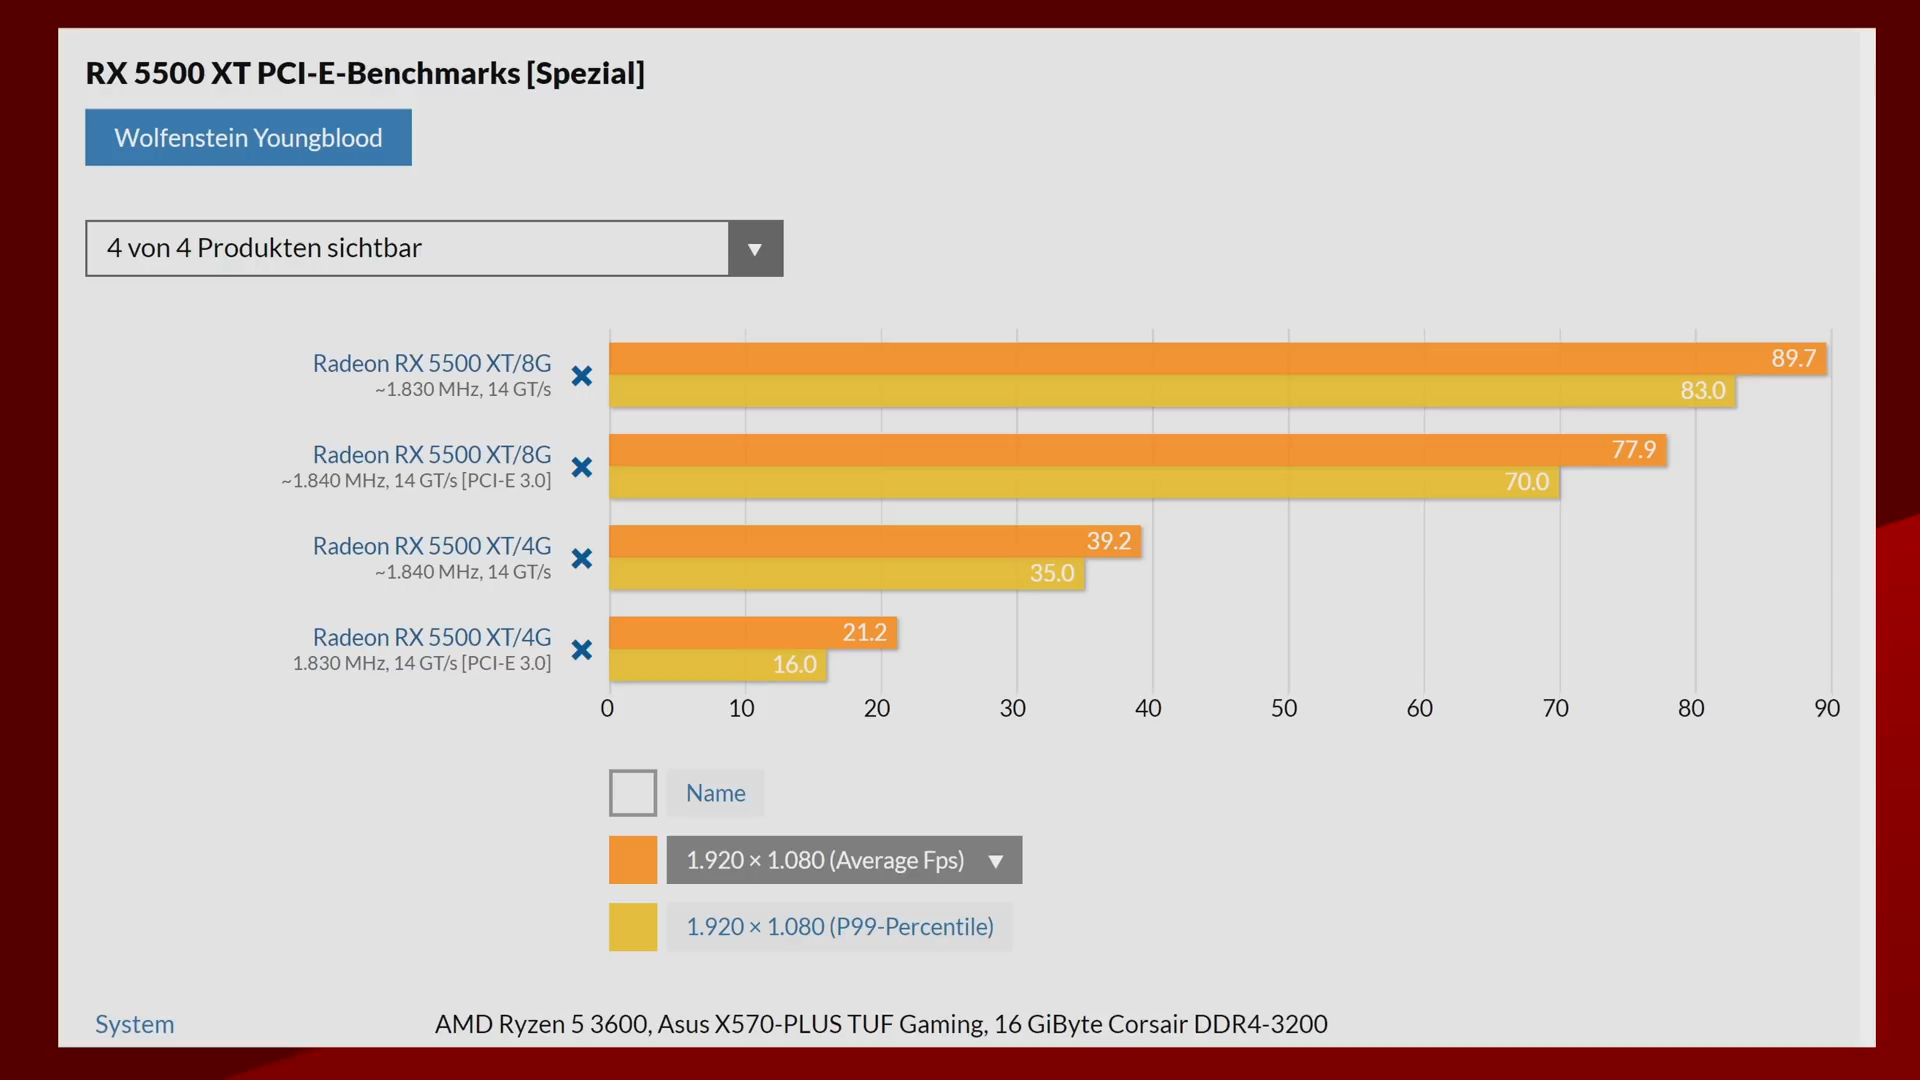 RX 5500 XT PCI-E-Benchmarks [Spezial]
Wolfenstein Youngblood
4 von 4 Produkten sichtbar
Radeon RX 5500 XT/8G
~1.830 MHz, 14 GT/s
89.7
83.0
Radeon RX 5500 XT/8G
~1.840 MHz, 14 GT/s [PCI-E 3.0]
77.9
70.0
Radeon RX 5500 XT/4G
~1.840 MHz, 14 GT/s
39.2
35.0
Radeon RX 5500 XT/4G
1.830 MHz, 14 GT/s [PCI-E 3.0]
21.2
16.0
0 10 20 30 40 50 60 70 80 90
Name
1.920 × 1.080 (Average Fps)
1.920 × 1.080 (P99-Percentile)
System AMD Ryzen 5 3600, Asus X570-PLUS TUF Gaming, 16 GiByte Corsair DDR4-3200